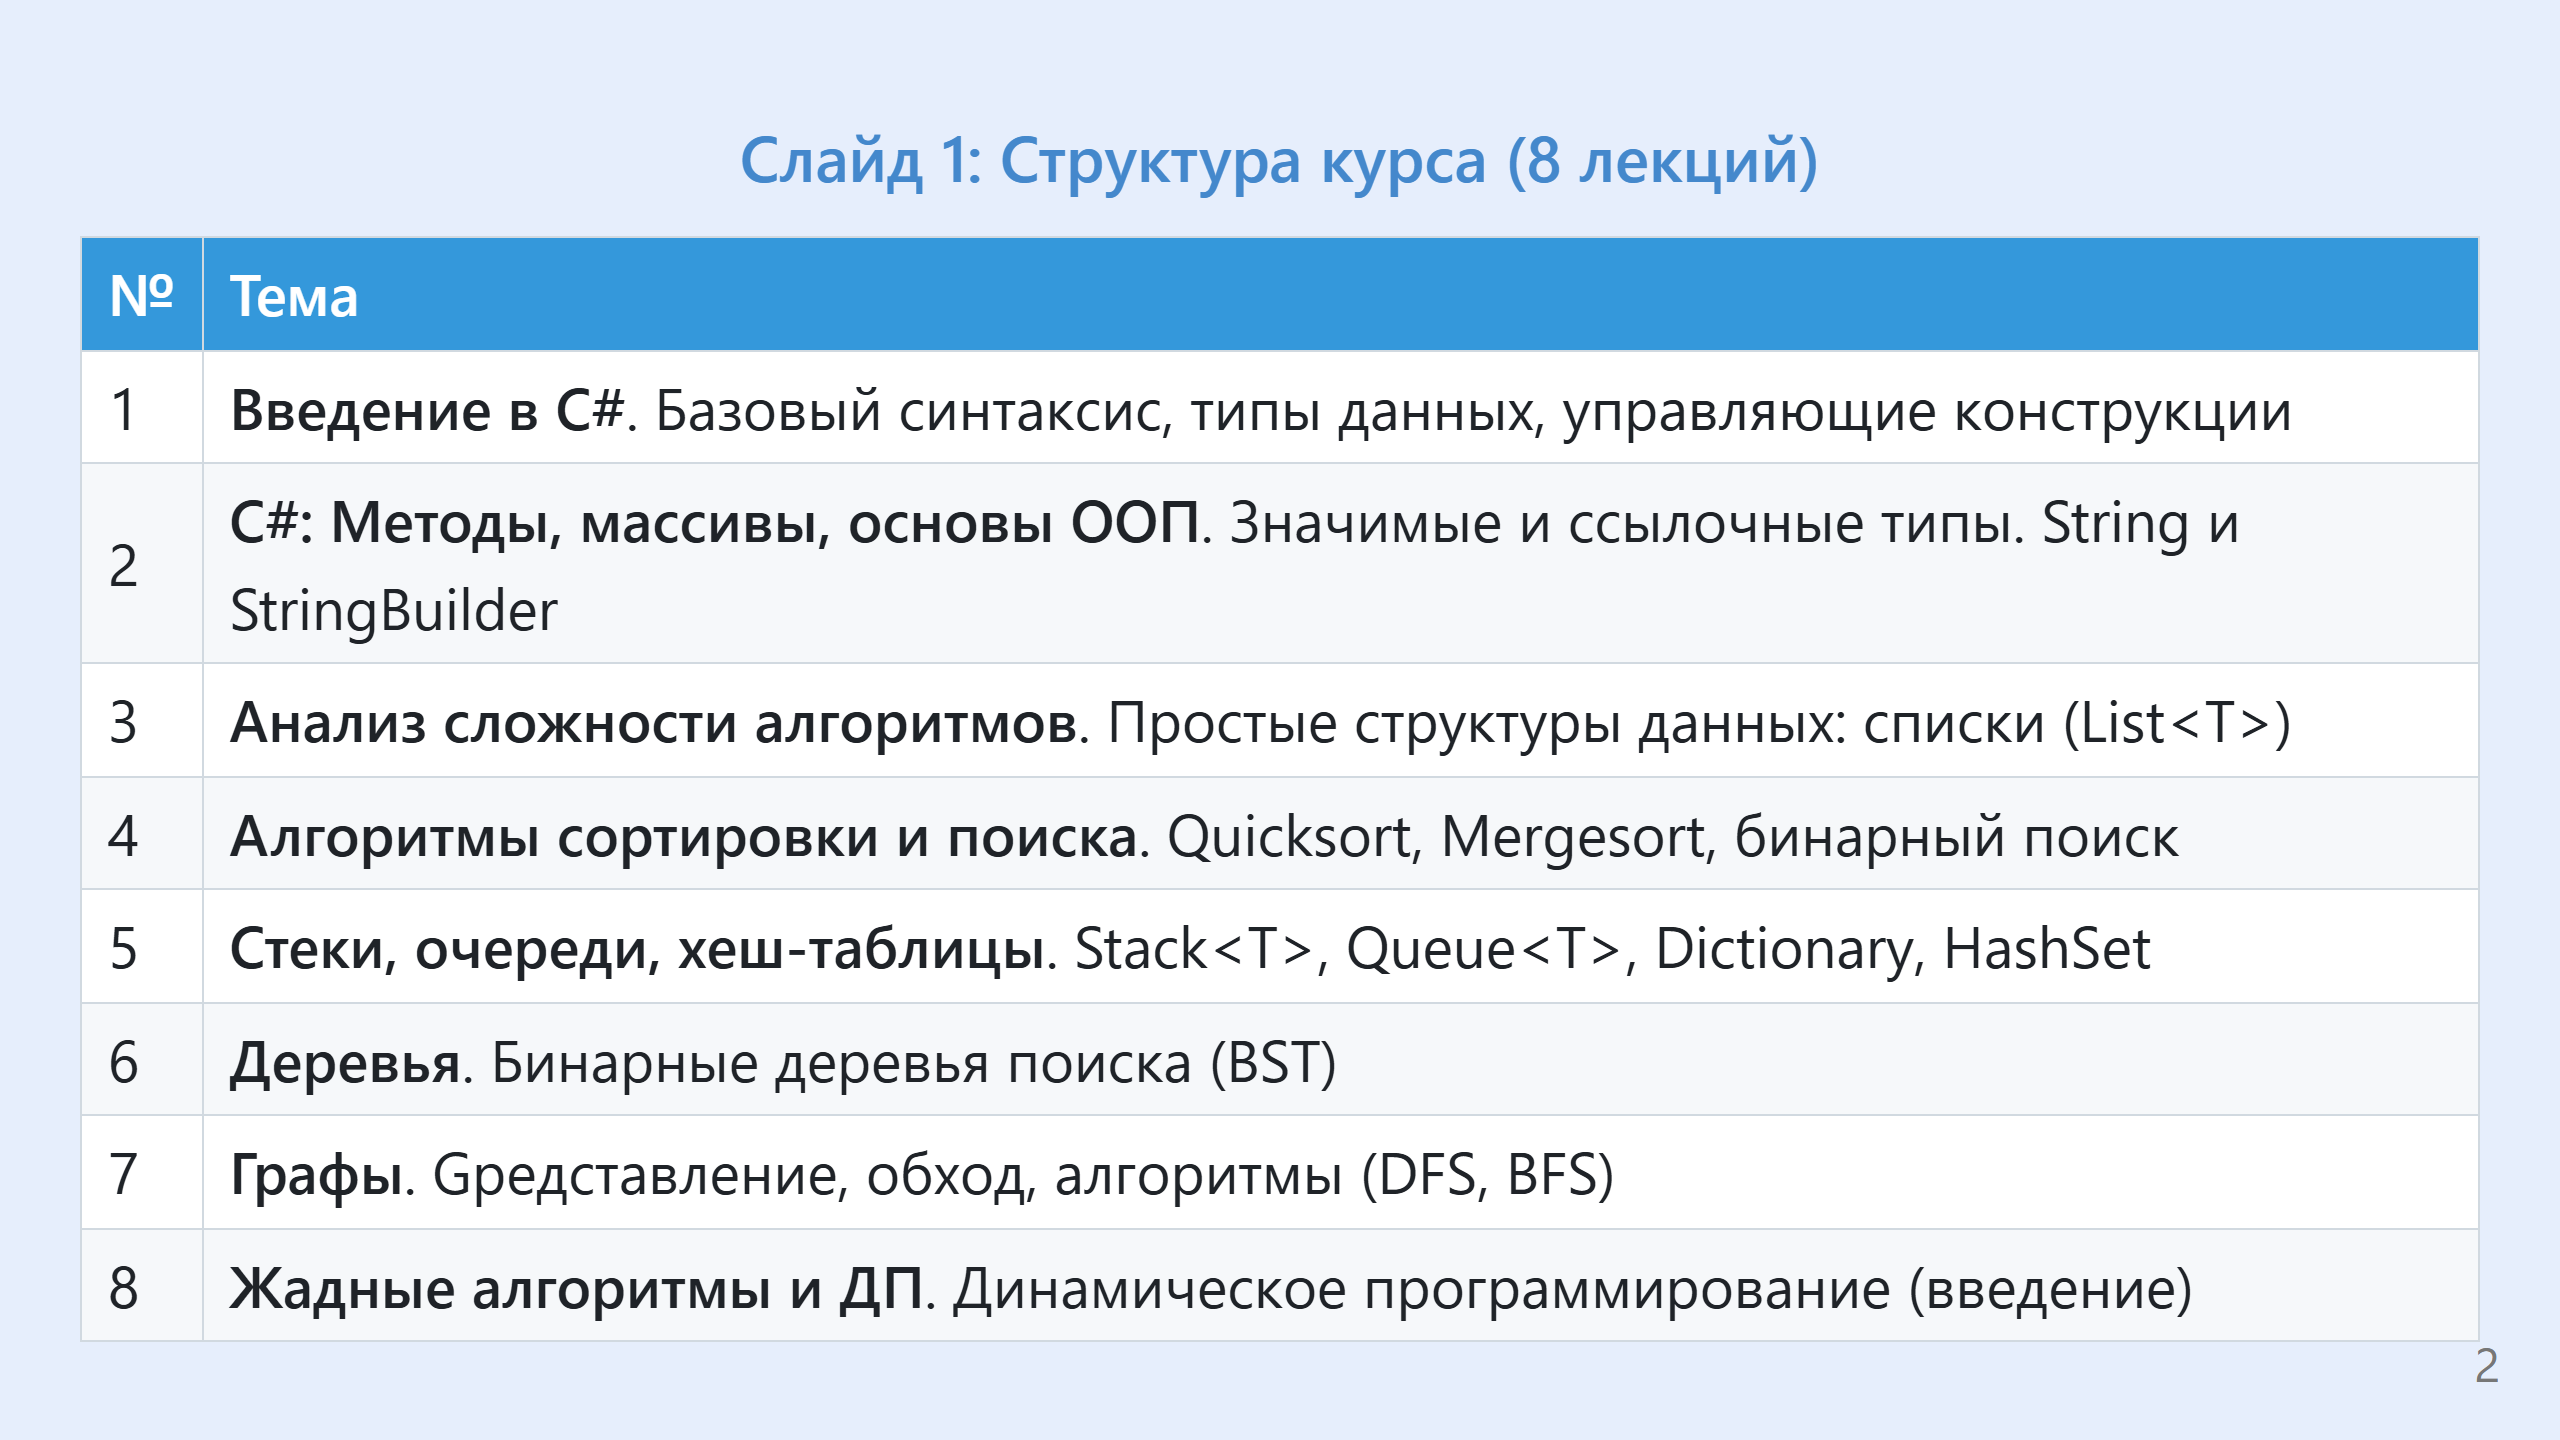 Слайд 1: Структура курса (8 лекций)
№ Тема
1 Введение в C#. Базовый синтаксис, типы данных, управляющие конструкции
2 C#: Методы, массивы, основы ООП. Значимые и ссылочные типы. String и
StringBuilder
3 Анализ сложности алгоритмов. Простые структуры данных: списки (List<T>)
4 Алгоритмы сортировки и поиска. Quicksort, Mergesort, бинарный поиск
5 Стеки, очереди, хеш-таблицы. Stack<T>, Queue<T>, Dictionary, HashSet
6 Деревья. Бинарные деревья поиска (BST)
7 Графы. Gредставление, обход, алгоритмы (DFS, BFS)
8 Жадные алгоритмы и ДП. Динамическое программирование (введение)
2